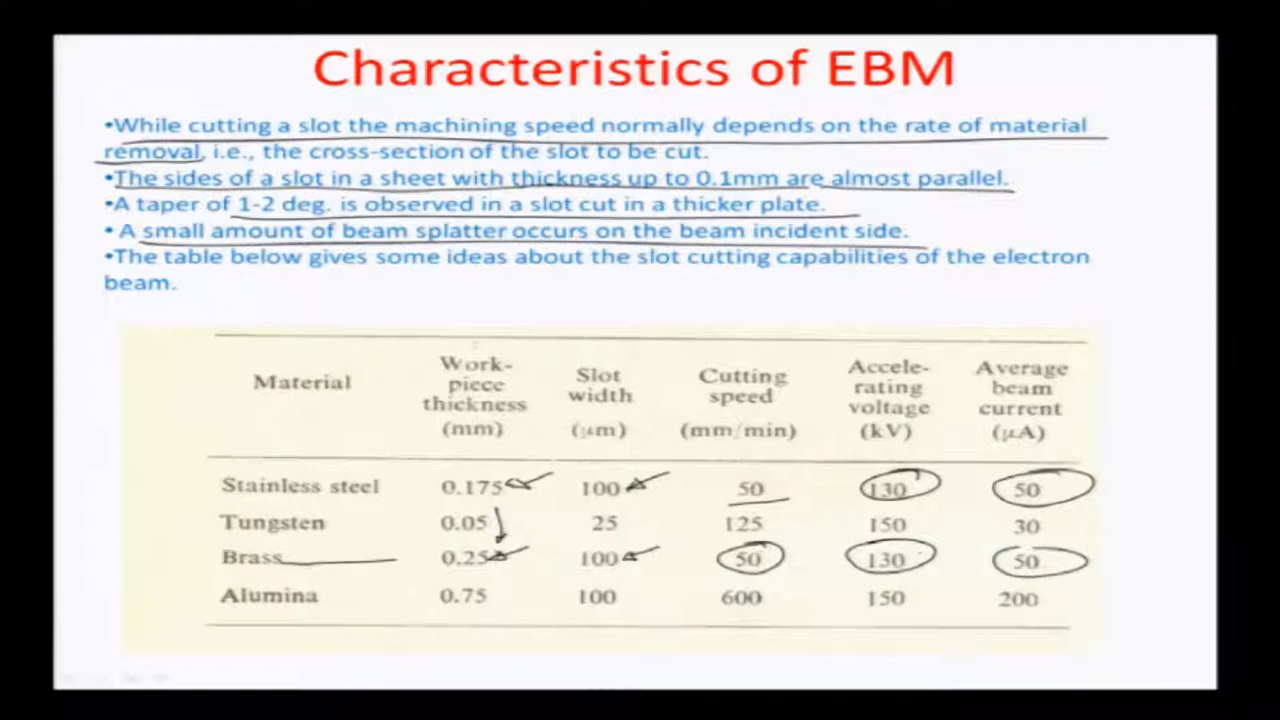 Characteristics of EBM
•While cutting a slot the machining speed normally depends on the rate of material
removal, i.e., the cross-section of the slot to be cut.
•The sides of a slot in a sheet with thickness up to 0.1mm are almost parallel.
•A taper of 1-2 deg. is observed in a slot cut in a thicker plate.
• A small amount of beam splatter occurs on the beam incident side.
•The table below gives some ideas about the slot cutting capabilities of the electron
beam.
Material Work-piece thickness (mm) Slot width (μm) Cutting speed (mm/min) Accele-rating voltage (kV) Average beam current (μA)
Stainless steel 0.175 100 50 130 50
Tungsten 0.05 25 125 150 30
Brass 0.25 100 50 130 50
Alumina 0.75 100 600 150 200